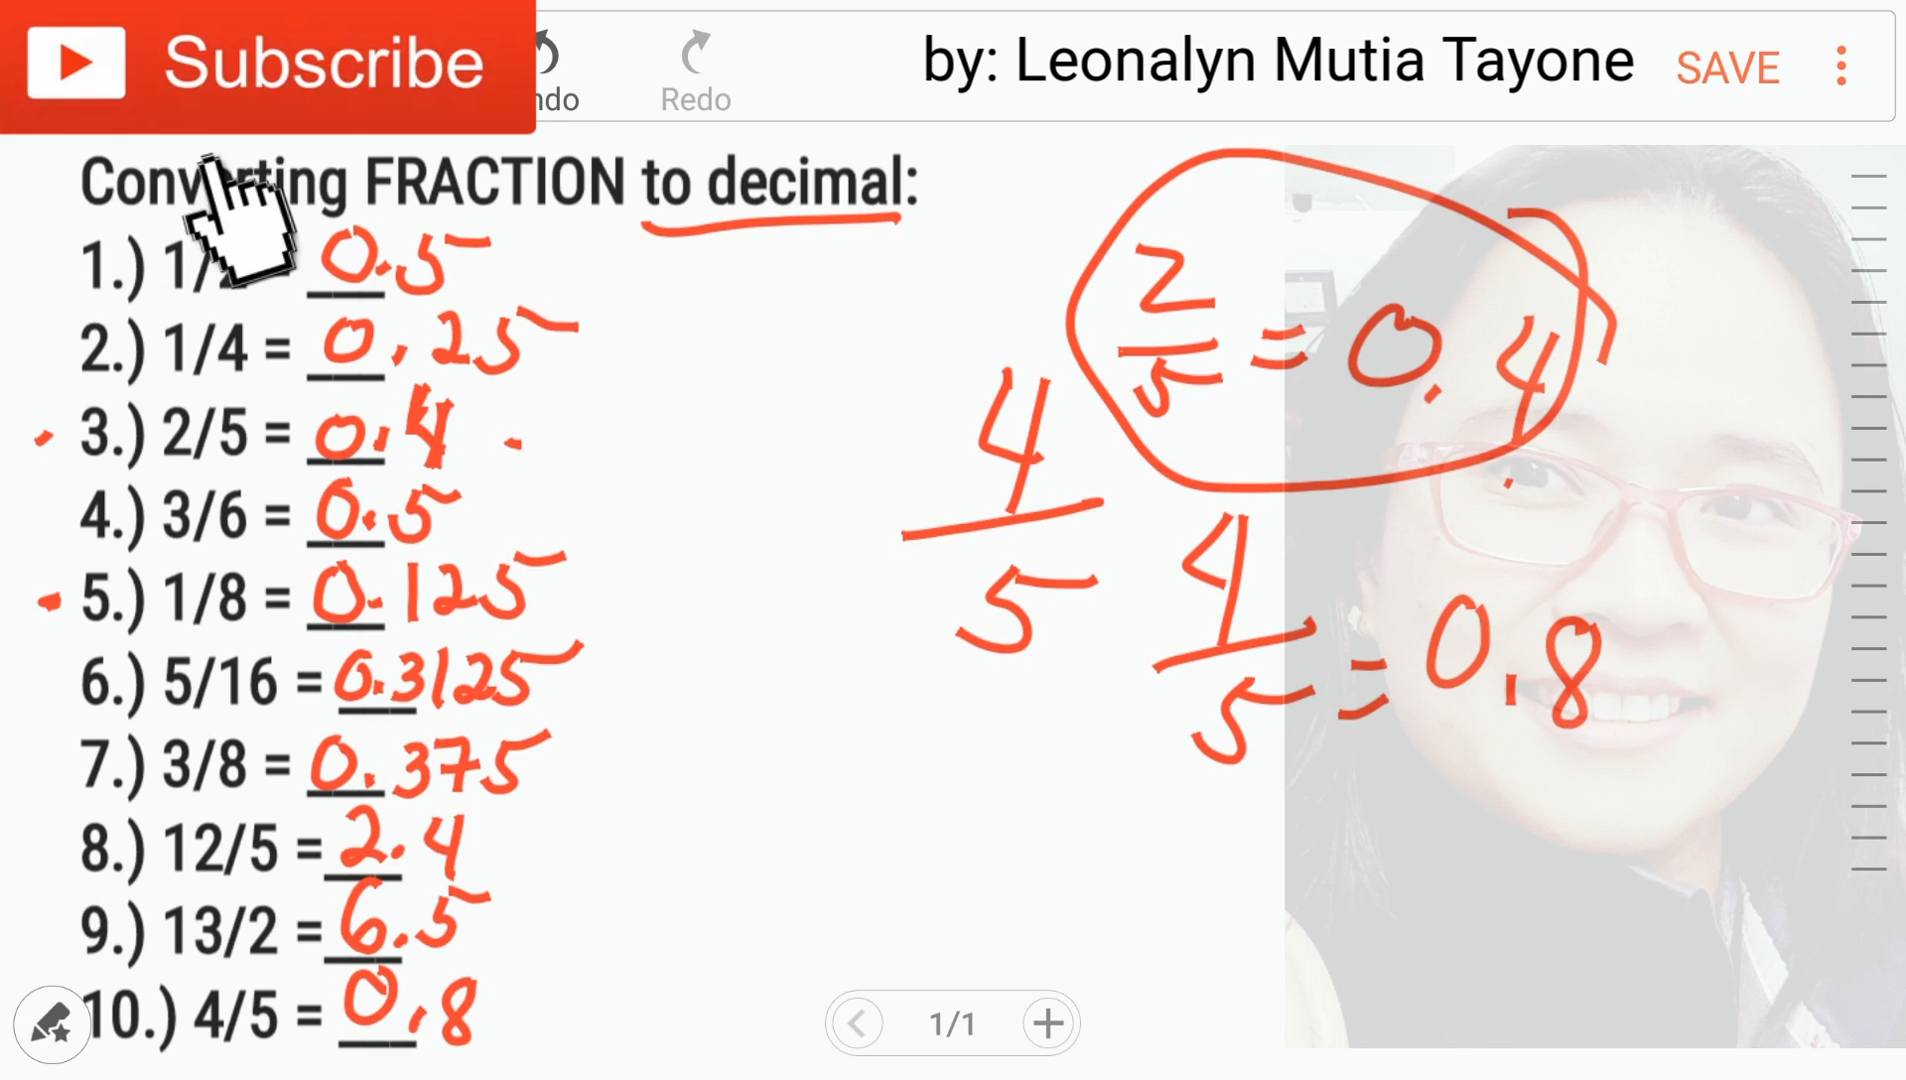 Subscribe
ndo
Redo
by: Leonalyn Mutia Tayone
SAVE
Converting FRACTION to decimal:
1.) 1/2 = 0.5
2.) 1/4 = 0.25
3.) 2/5 = 0.4
4.) 3/6 = 0.5
5.) 1/8 = 0.125
6.) 5/16 = 0.3125
7.) 3/8 = 0.375
8.) 12/5 = 2.4
9.) 13/2 = 6.5
10.) 4/5 = 0.8
2/5 = 0.4
4/5
4/5 = 0.8
1/1